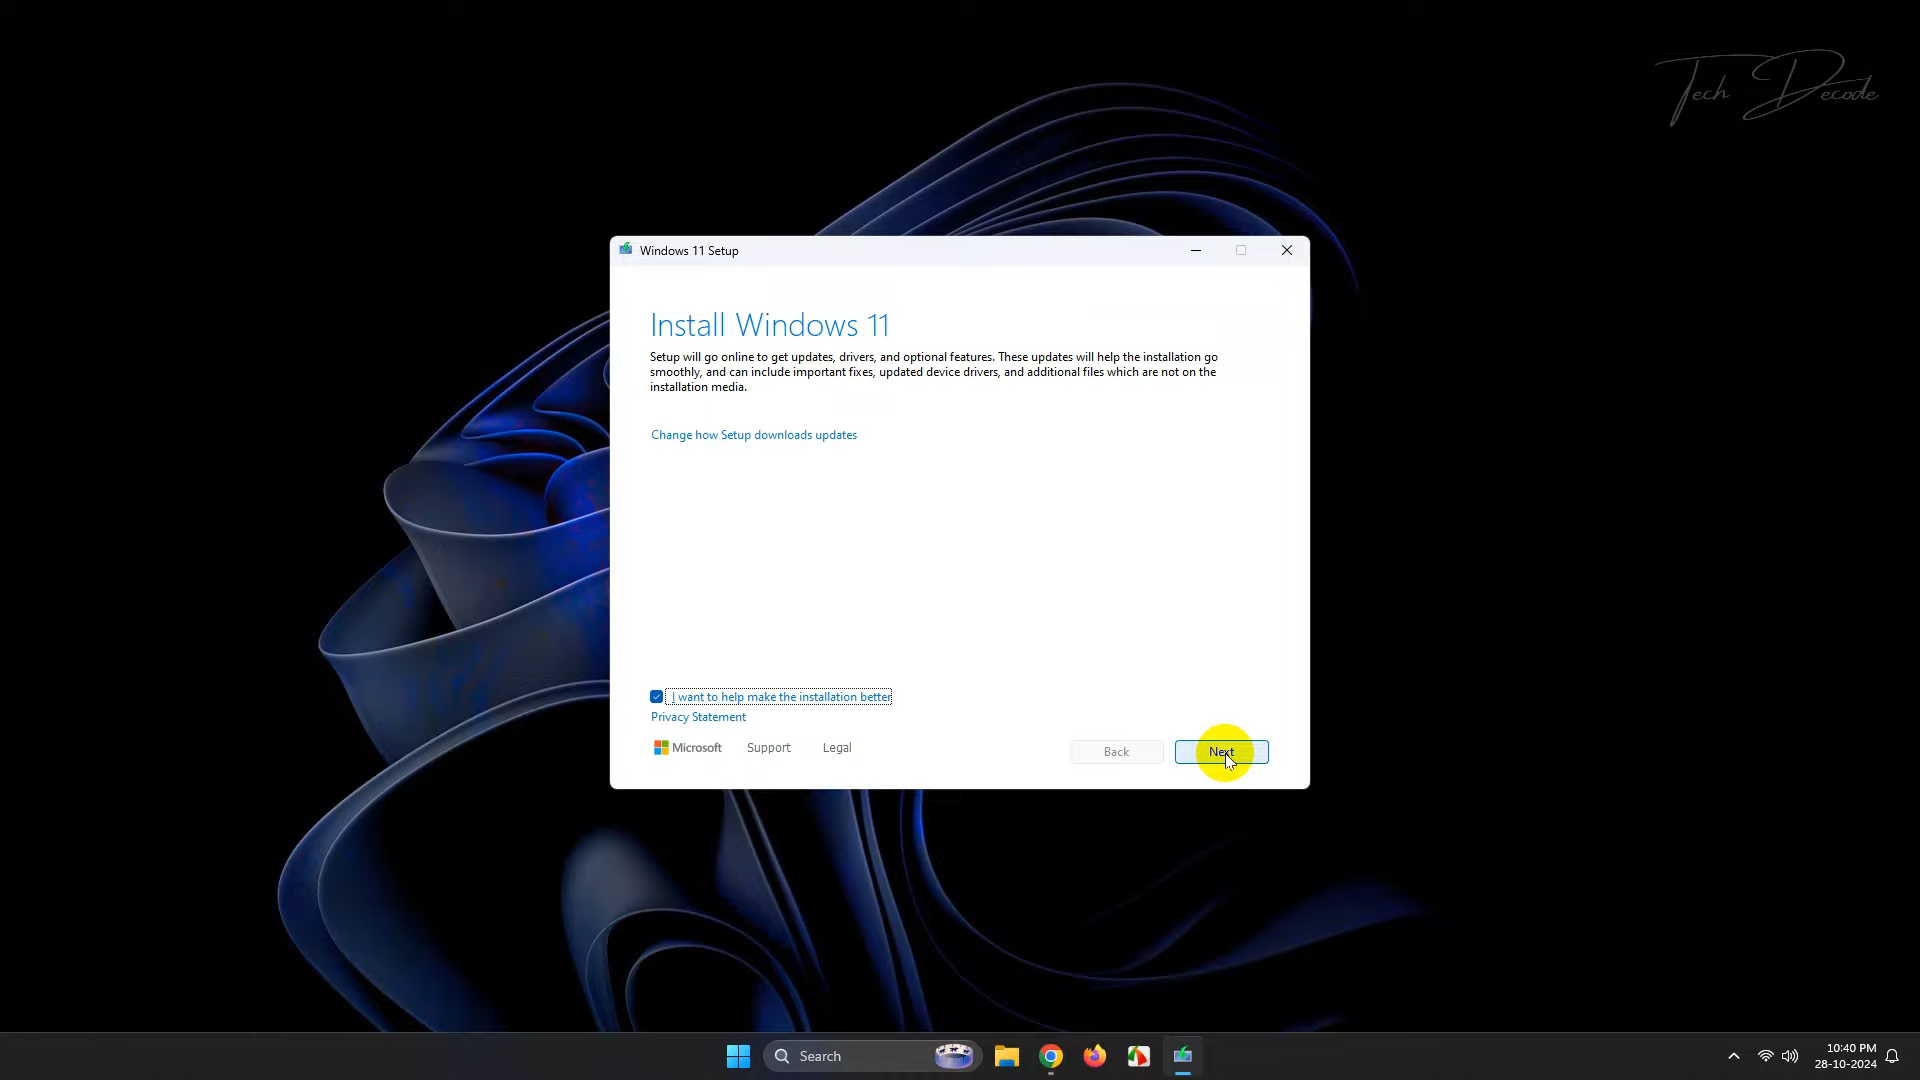 Tech Decode
Windows 11 Setup
Install Windows 11
Setup will go online to get updates, drivers, and optional features. These updates will help the installation go
smoothly, and can include important fixes, updated device drivers, and additional files which are not on the
installation media.
Change how Setup downloads updates
I want to help make the installation better
Privacy Statement
Microsoft Support Legal
Back Next
Search
10:40 PM
28-10-2024